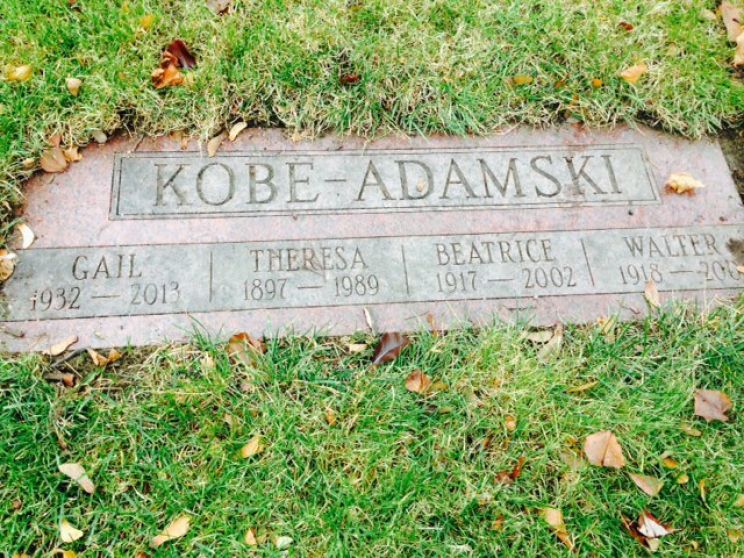 KOBE-ADAMSKI
GAIL THERESA BEATRICE WALTER
1932 — 2013 1897 — 1989 1917 — 2002 1918 —